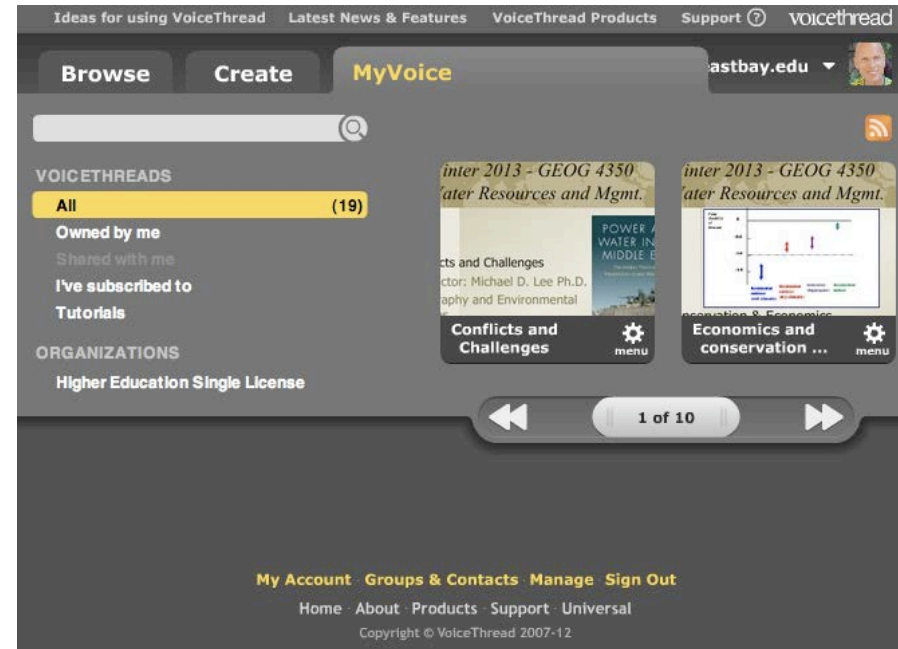 Ideas for using VoiceThread Latest News & Features VoiceThread Products Support ? voicethread
Browse Create MyVoice astbay.edu
VOICETHREADS
All (19)
Owned by me
Shared with me
I've subscribed to
Tutorials
ORGANIZATIONS
Higher Education Single License
inter 2013 - GEOG 4350
ater Resources and Mgmt.
POWER
WATER IN
MIDDLE E
cts and Challenges
ctor: Michael D. Lee Ph.D.
aphy and Environmental
Conflicts and
Challenges
menu
inter 2013 - GEOG 4350
ater Resources and Mgmt.
nservation & Economics
Economics and
conservation ...
menu
1 of 10
My Account · Groups & Contacts · Manage · Sign Out
Home · About · Products · Support · Universal
Copyright © VoiceThread 2007-12